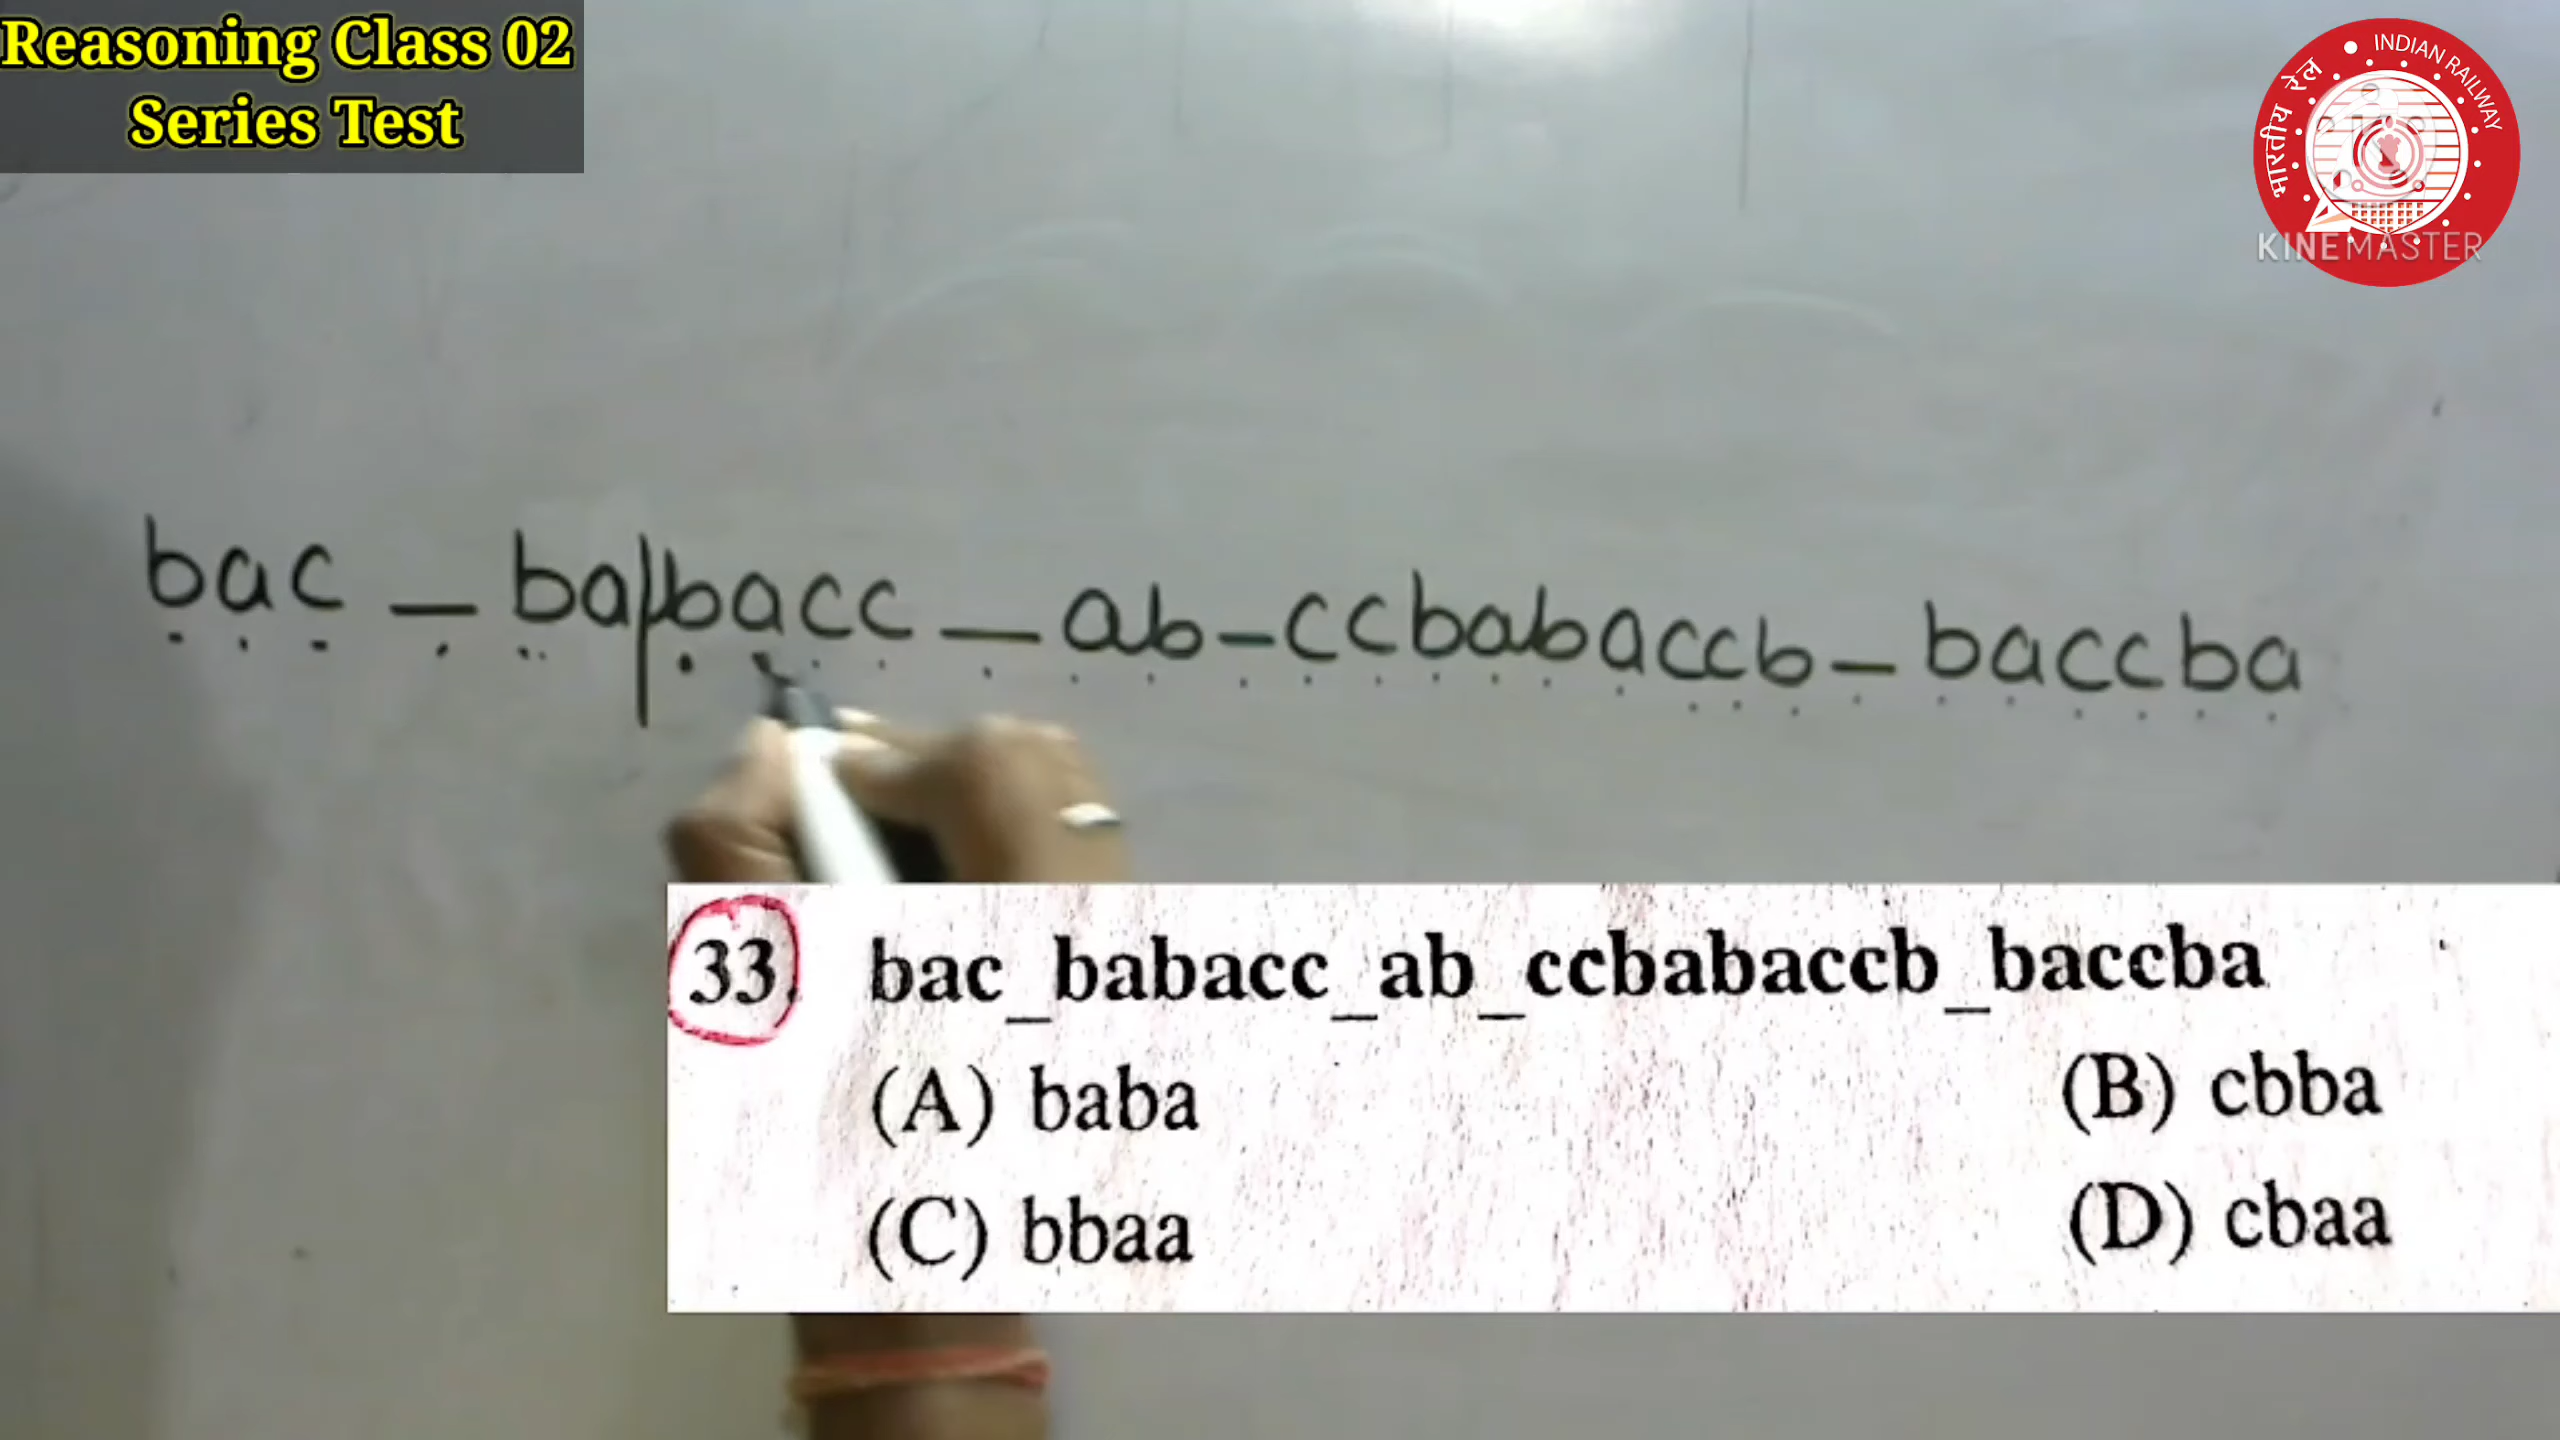 Reasoning Class 02
Series Test
भारतीय रेल
INDIAN RAILWAY
KINEMASTER
bac _ ba|bacc _ ab - ccbabaccb _ baccba
33. bac_babacc_ab_ccbabaccb_baccba
(A) baba
(B) cbba
(C) bbaa
(D) cbaa